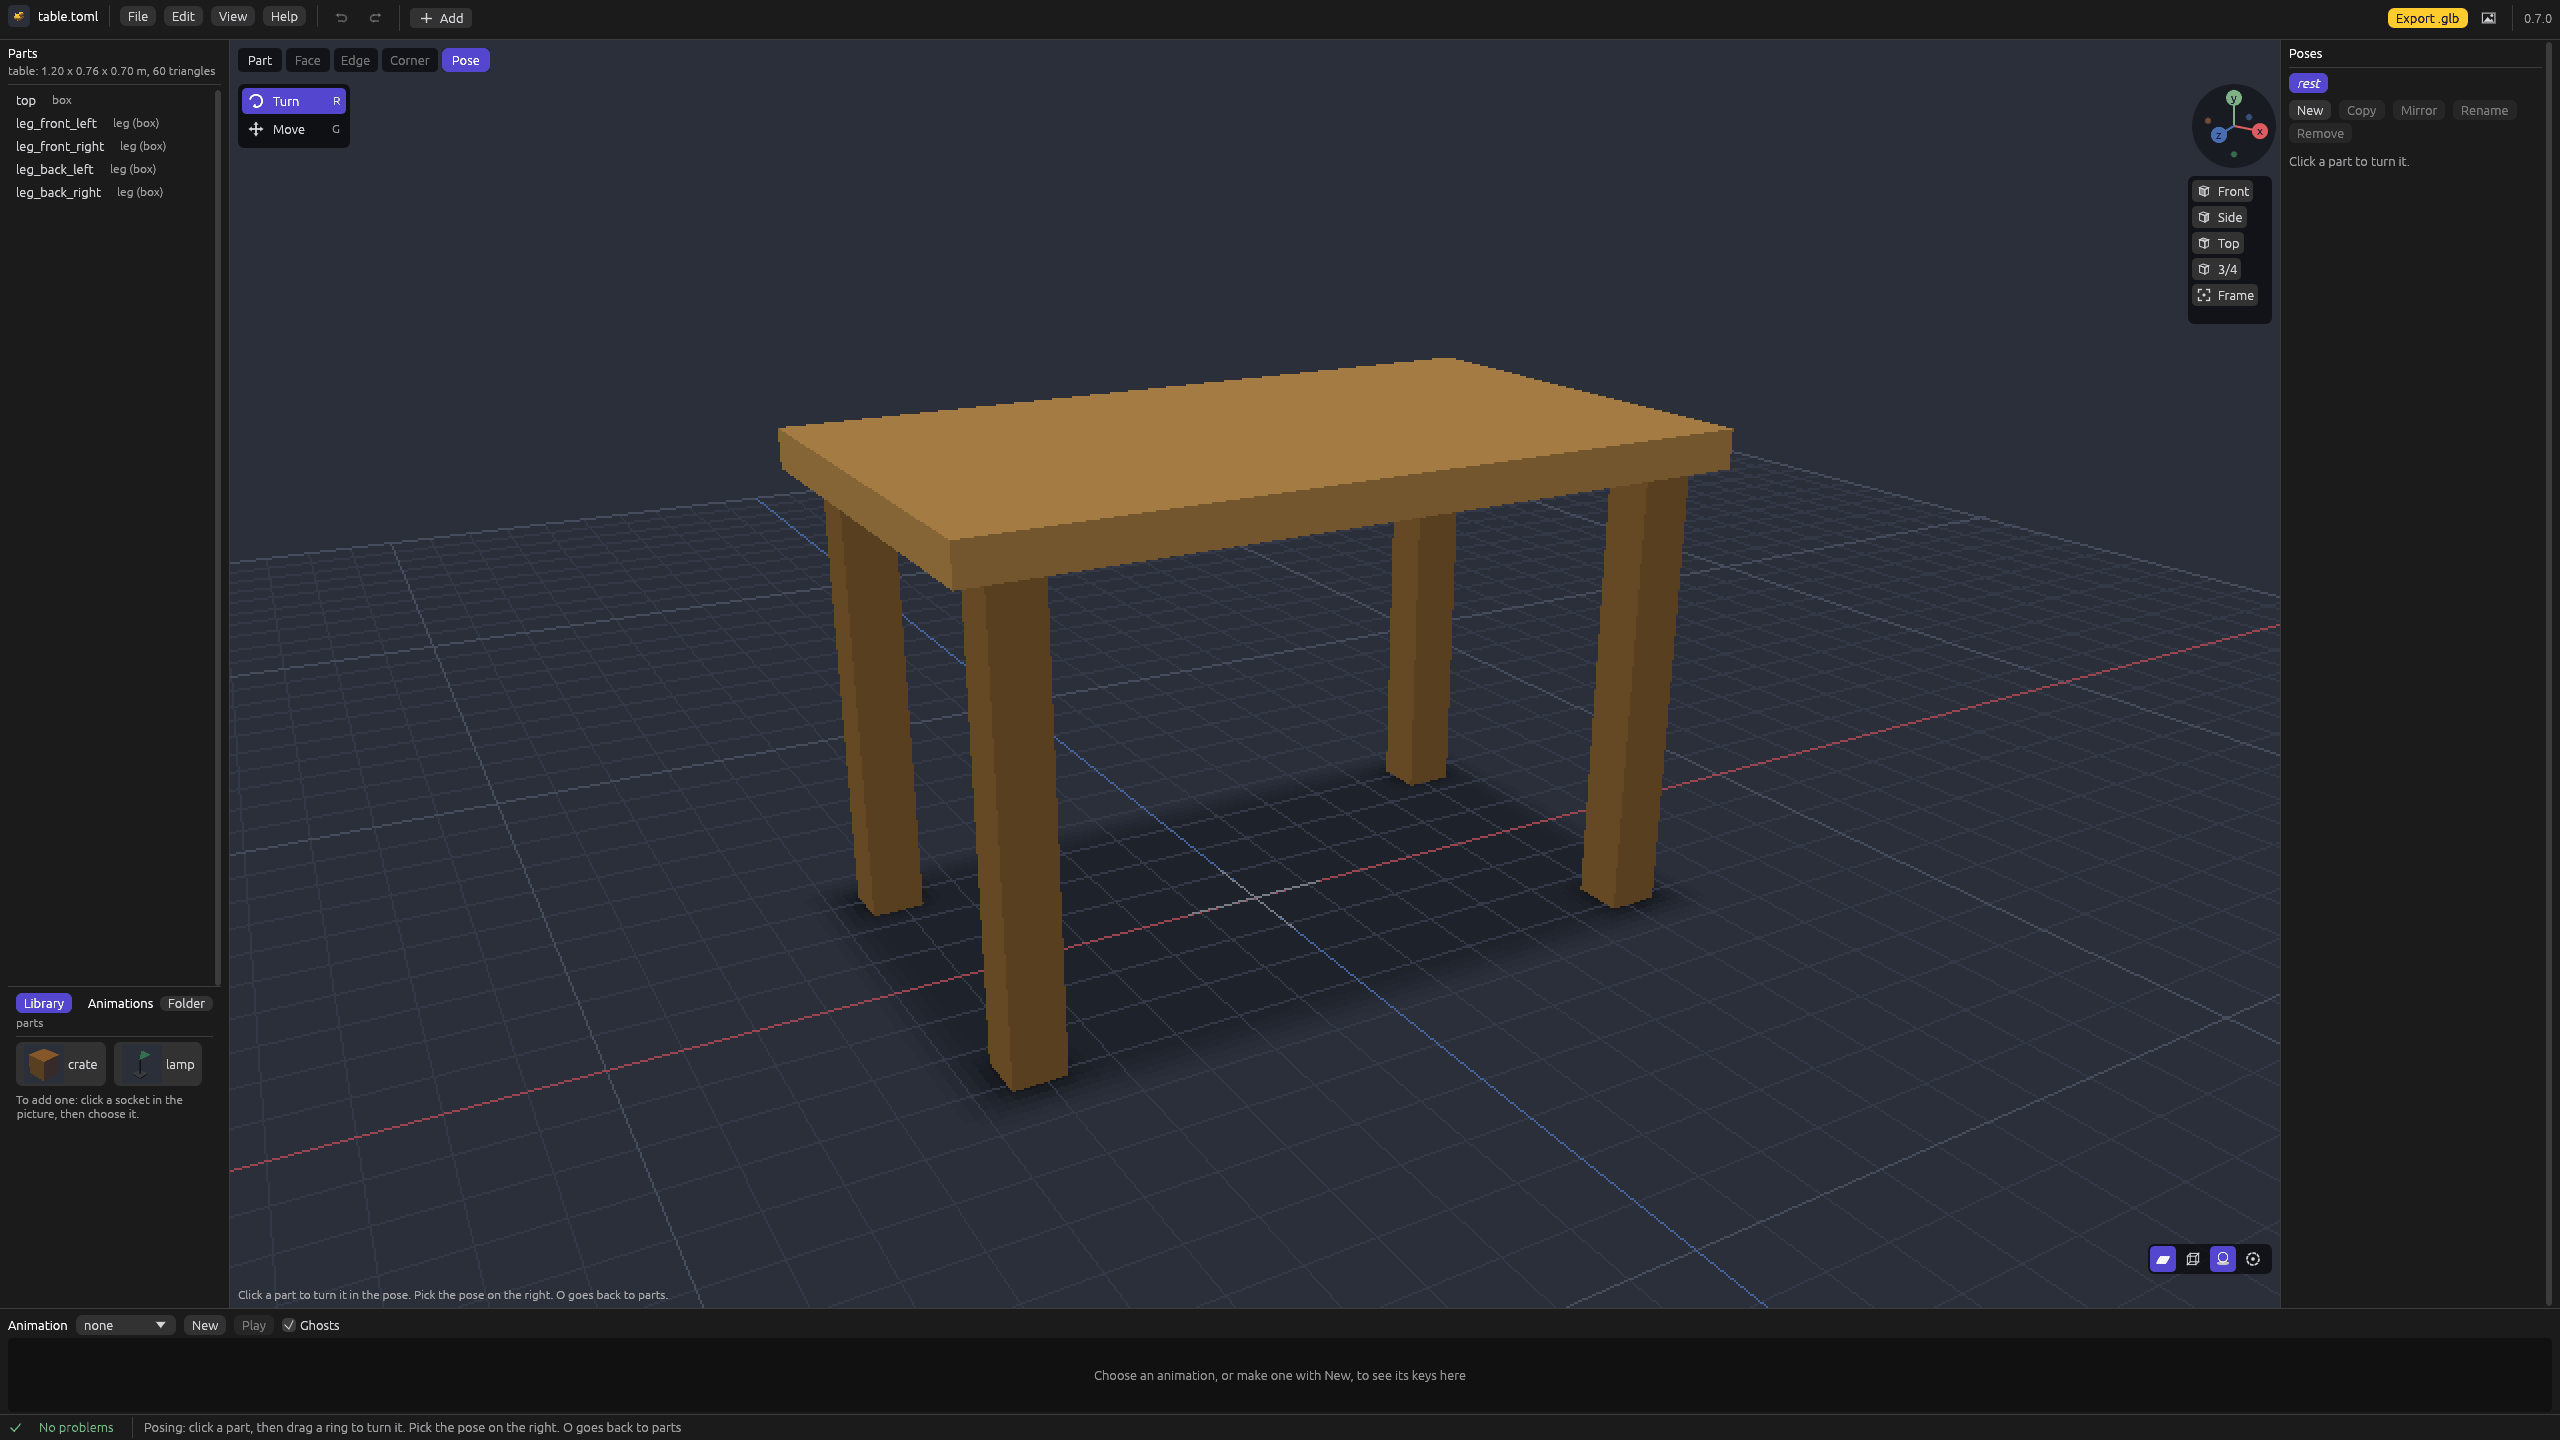 table.toml File Edit View Help + Add Export .glb 0.7.0
Parts
table: 1.20 x 0.76 x 0.70 m, 60 triangles
top box
leg_front_left leg (box)
leg_front_right leg (box)
leg_back_left leg (box)
leg_back_right leg (box)
Library Animations Folder
parts
crate lamp
To add one: click a socket in the
picture, then choose it.
Part Face Edge Corner Pose
Turn R
Move G
y
x
z
Front
Side
Top
3/4
Frame
Click a part to turn it in the pose. Pick the pose on the right. O goes back to parts.
Poses
rest
New Copy Mirror Rename
Remove
Click a part to turn it.
Animation none New Play Ghosts
Choose an animation, or make one with New, to see its keys here
No problems Posing: click a part, then drag a ring to turn it. Pick the pose on the right. O goes back to parts